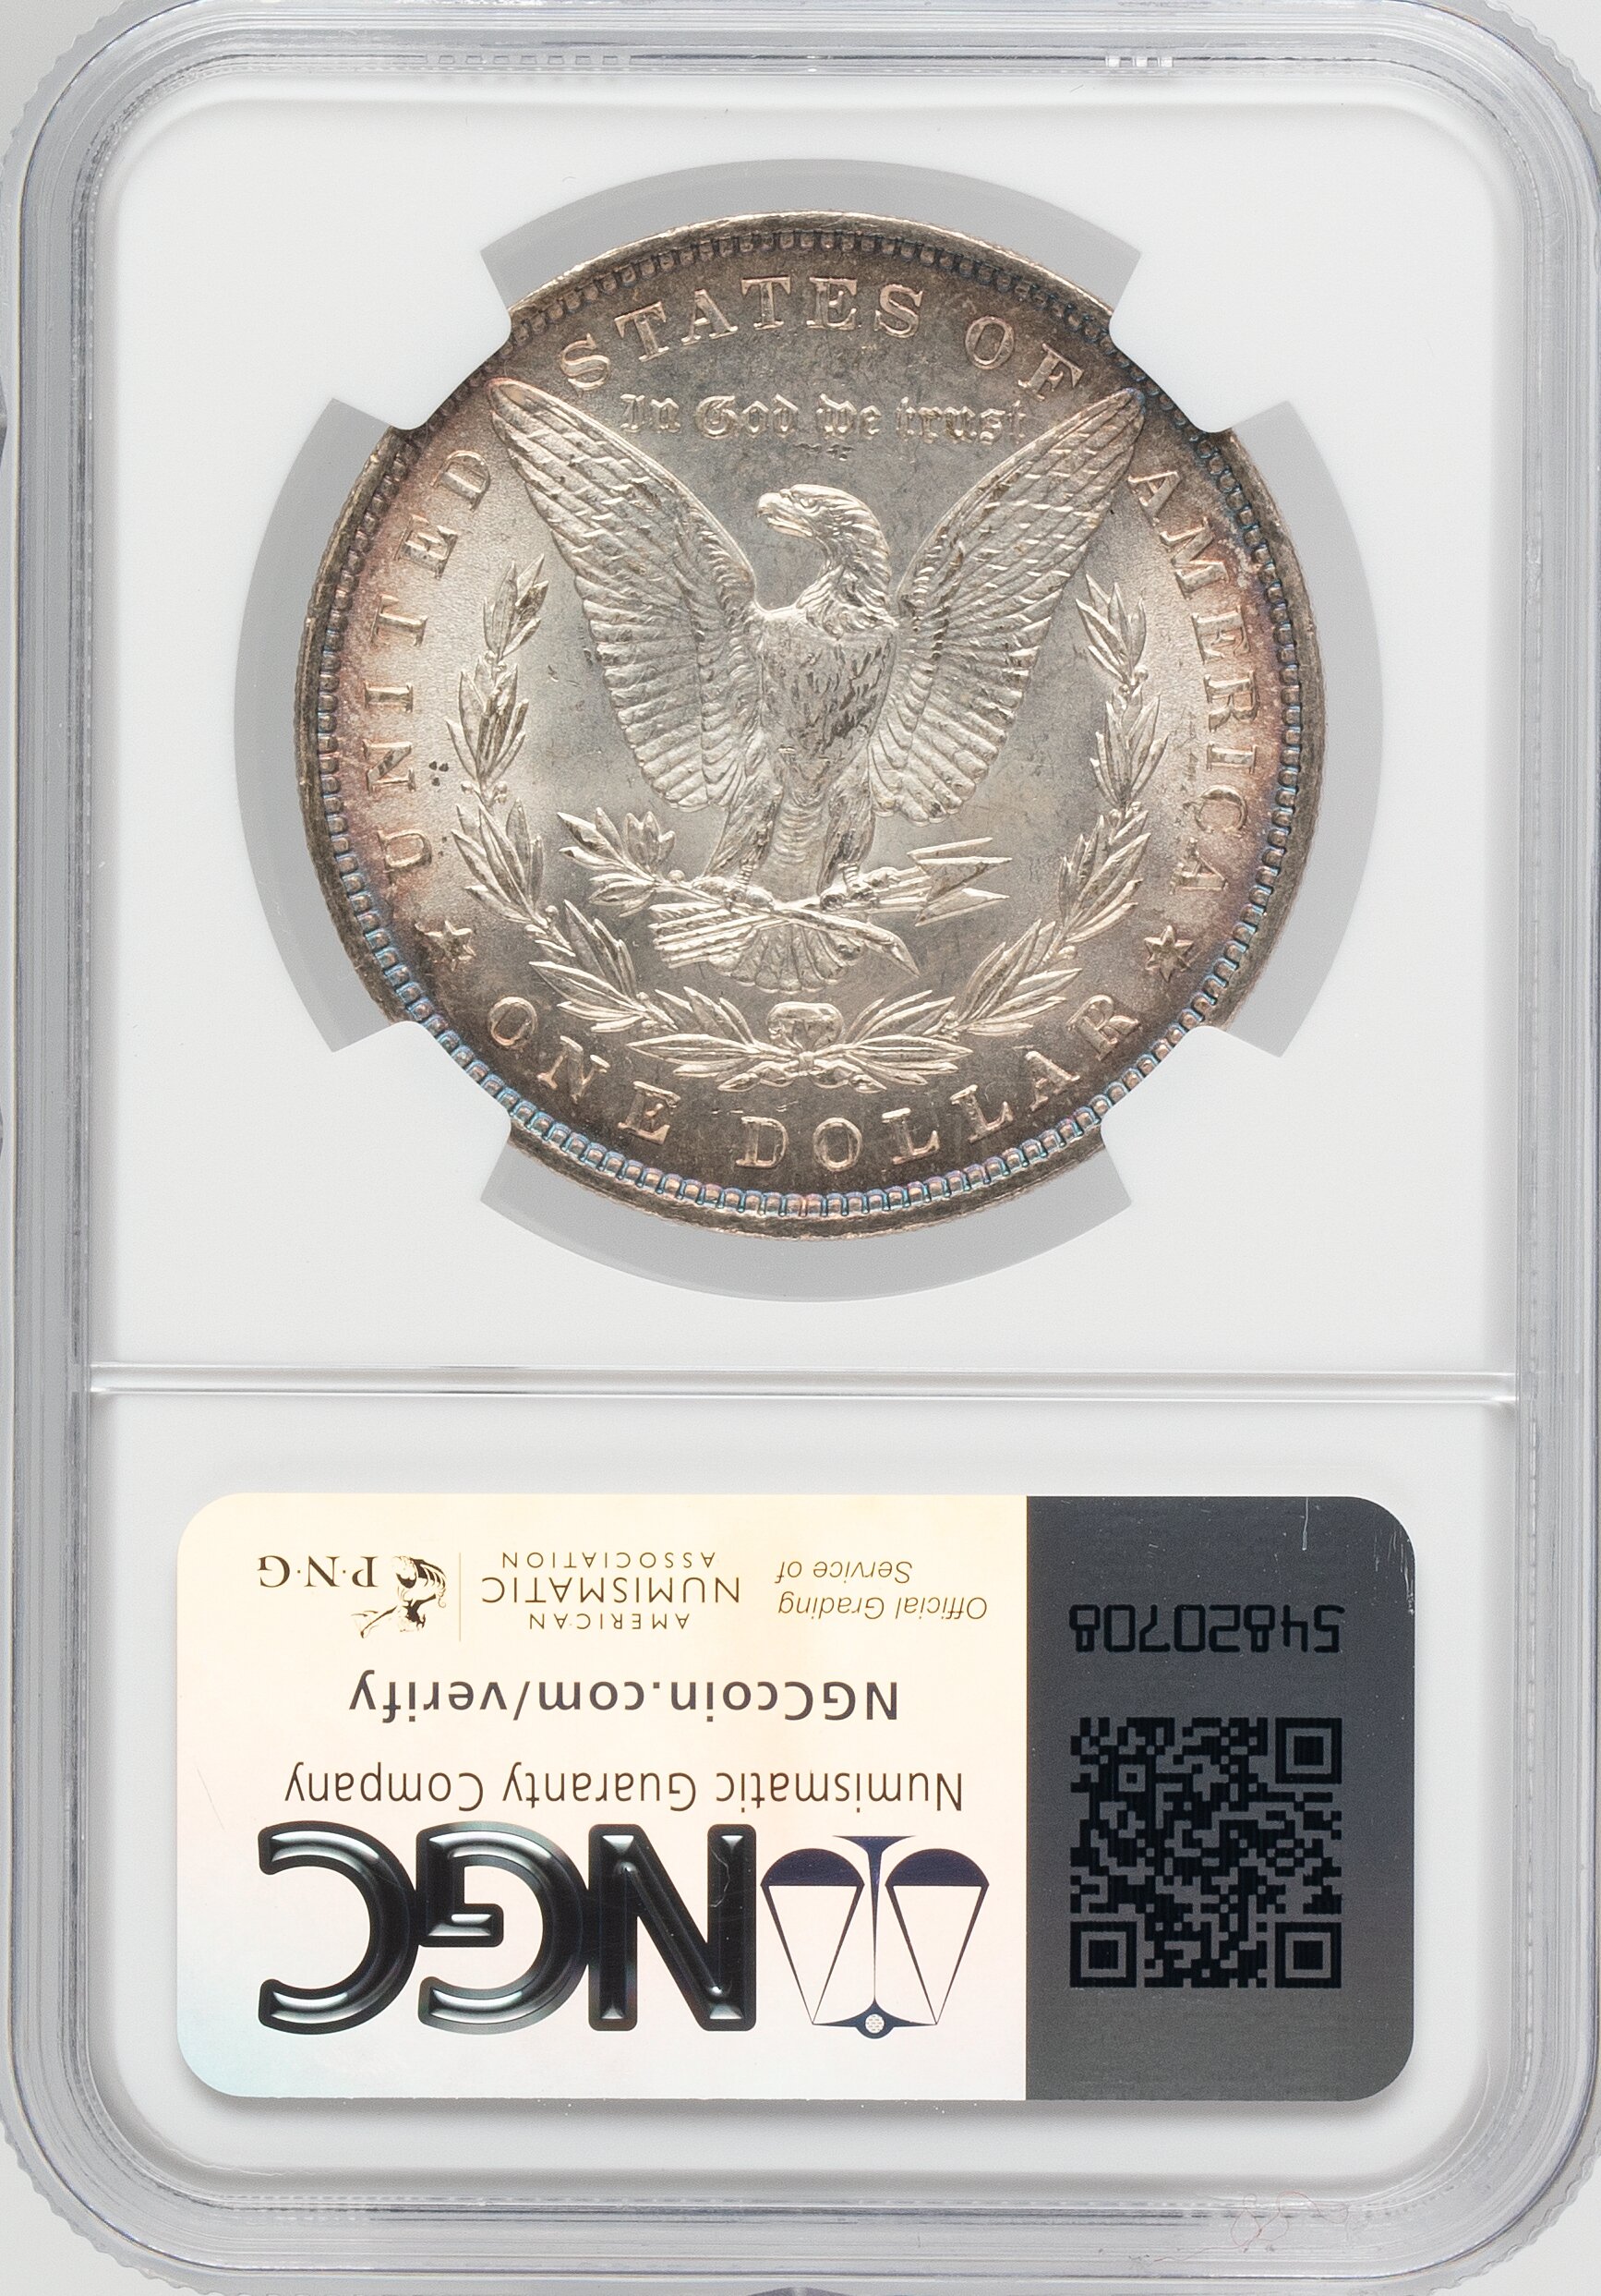 UNITED STATES OF AMERICA
In God we trust
ONE DOLLAR
NGC
Numismatic Guaranty Company
NGCcoin.com/verify
Official Grading
Service of
AMERICAN
NUMISMATIC
ASSOCIATION
P·N·G
54820708